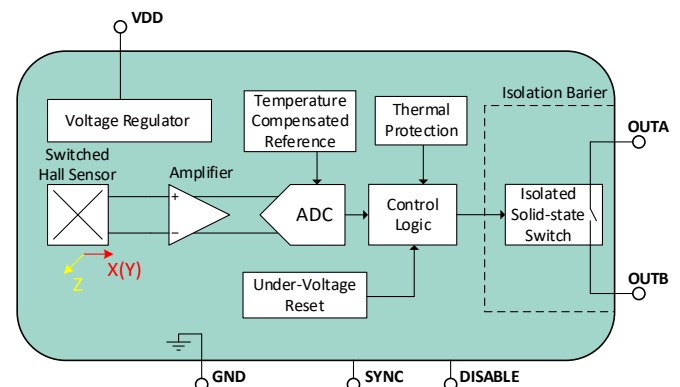 VDD
Isolation Barier
Voltage Regulator
Temperature
Compensated
Reference
Thermal
Protection
OUTA
Switched
Hall Sensor
Amplifier
+
−
ADC
Control
Logic
Isolated
Solid-state
Switch
X(Y)
Z
Under-Voltage
Reset
OUTB
GND
SYNC
DISABLE